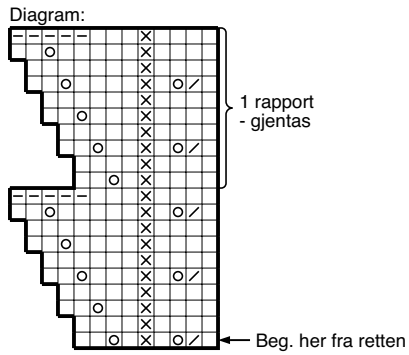 Diagram:
1 rapport
- gjentas
Beg. her fra retten